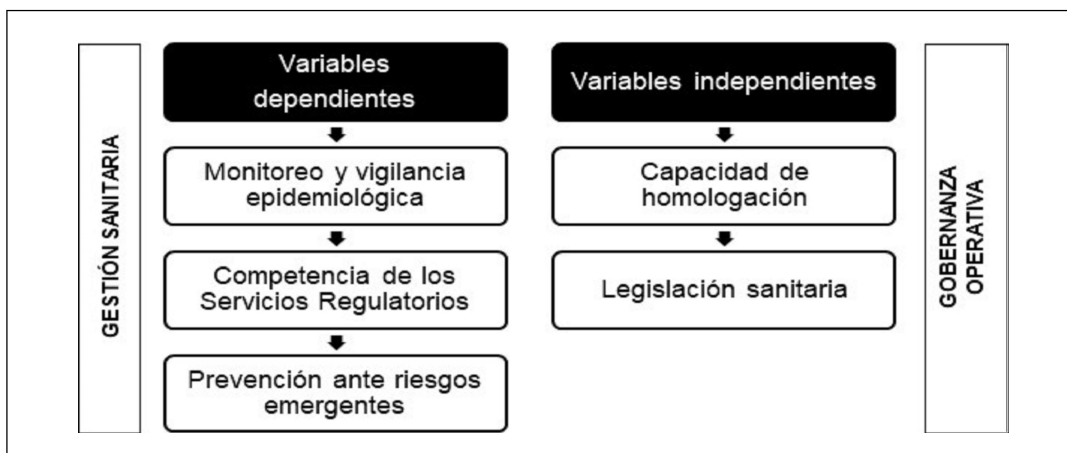 GESTIÓN SANITARIA
Variables
dependientes
Monitoreo y vigilancia
epidemiológica
Competencia de los
Servicios Regulatorios
Prevención ante riesgos
emergentes
Variables independientes
Capacidad de
homologación
Legislación sanitaria
GOBERNANZA
OPERATIVA